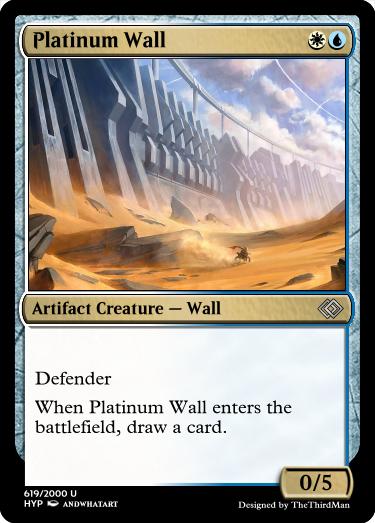 Platinum Wall
Artifact Creature — Wall
Defender
When Platinum Wall enters the
battlefield, draw a card.
0/5
619/2000 U
HYP ANDWHATART
Designed by TheThirdMan